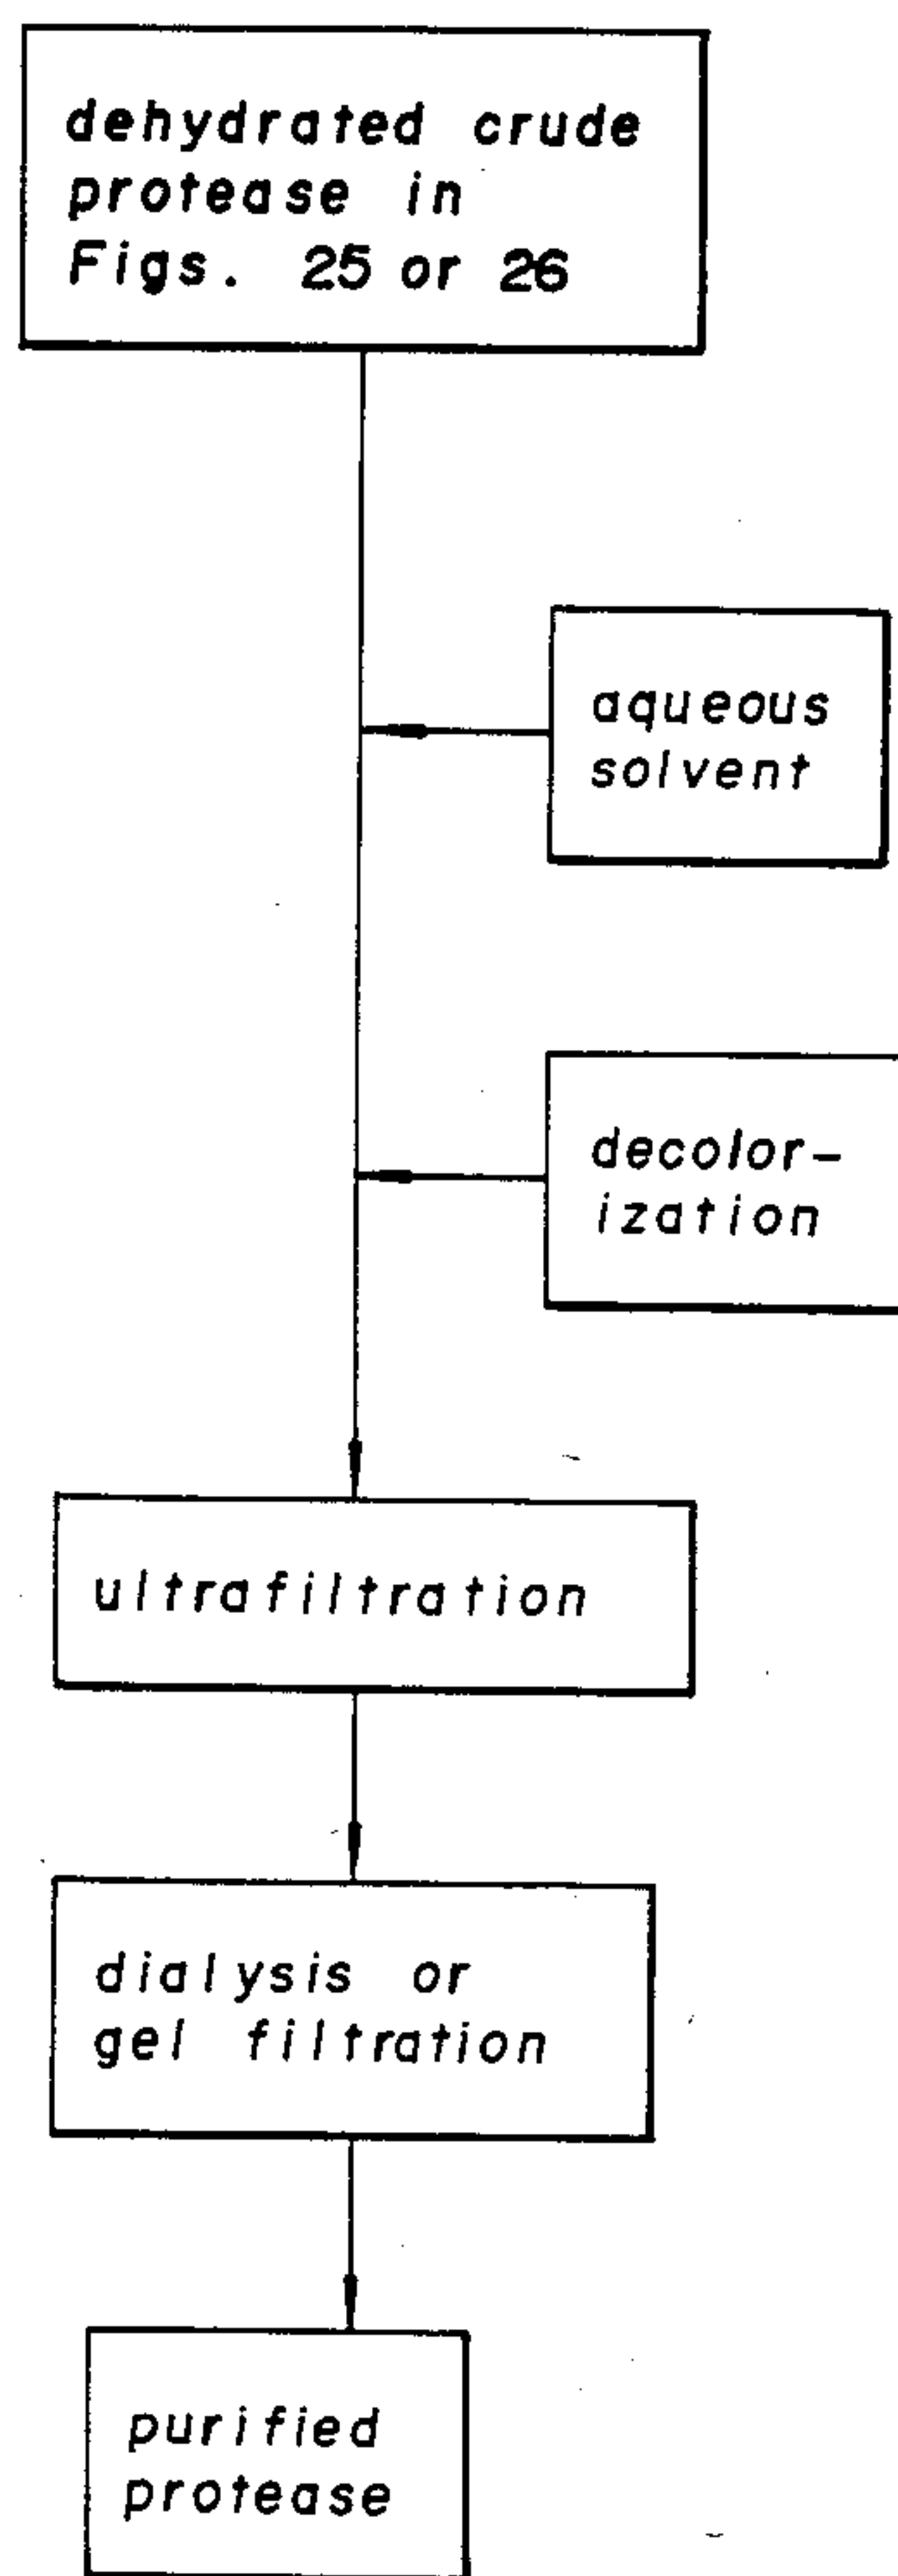 dehydrated crude
protease in
Figs. 25 or 26
aqueous
solvent
decolor-
ization
ultrafiltration
dialysis or
gel filtration
purified
protease